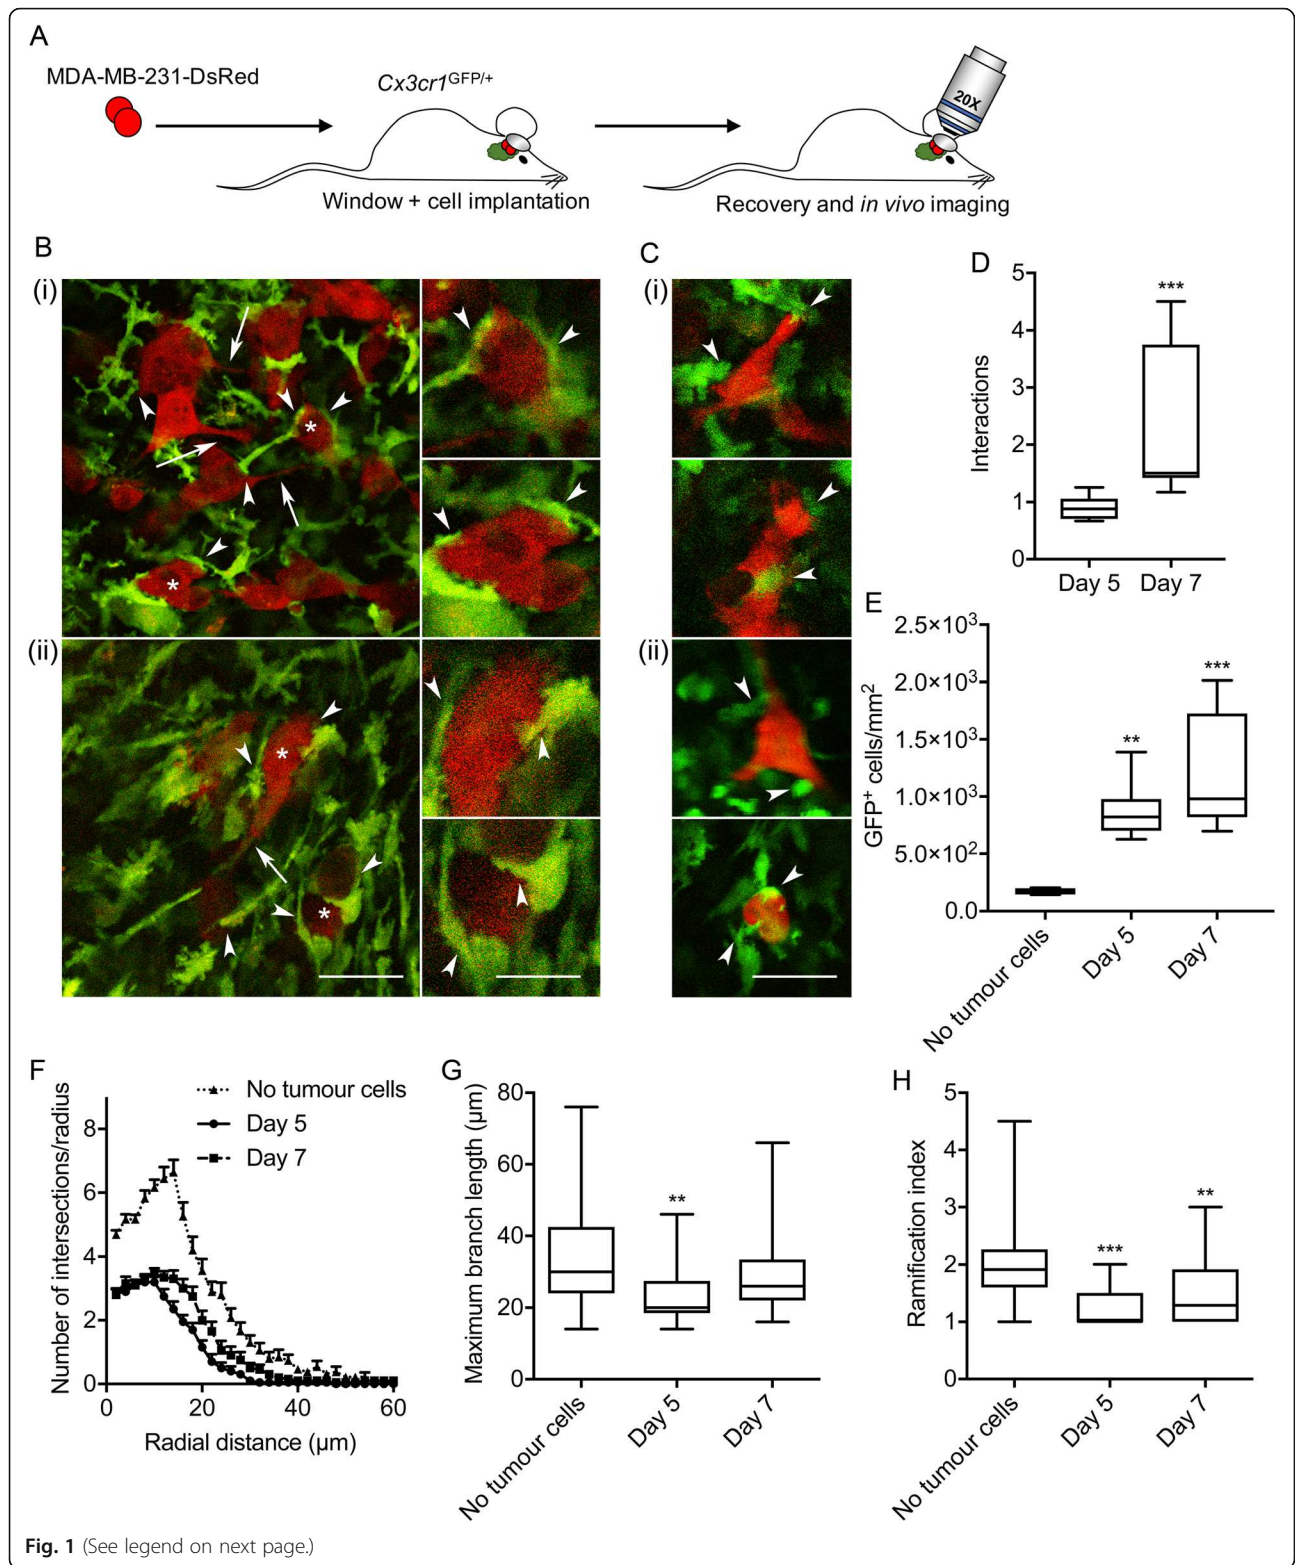 A
MDA-MB-231-DsRed
Cx3cr1GFP/+
20X
Window + cell implantation
Recovery and in vivo imaging
B
(i)
*
*
(ii)
*
*
C
(i)
(ii)
D
Interactions
5
4
3
2
1
0
***
Day 5 Day 7
E
GFP+ cells/mm2
2.5×103
2.0×103
1.5×103
1.0×103
5.0×102
0.0
**
***
No tumour cells
Day 5
Day 7
F
Number of intersections/radius
8
6
4
2
0
No tumour cells
Day 5
Day 7
0 20 40 60
Radial distance (µm)
G
Maximum branch length (µm)
80
60
40
20
0
**
No tumour cells
Day 5
Day 7
H
Ramification index
5
4
3
2
1
0
***
**
No tumour cells
Day 5
Day 7
Fig. 1 (See legend on next page.)